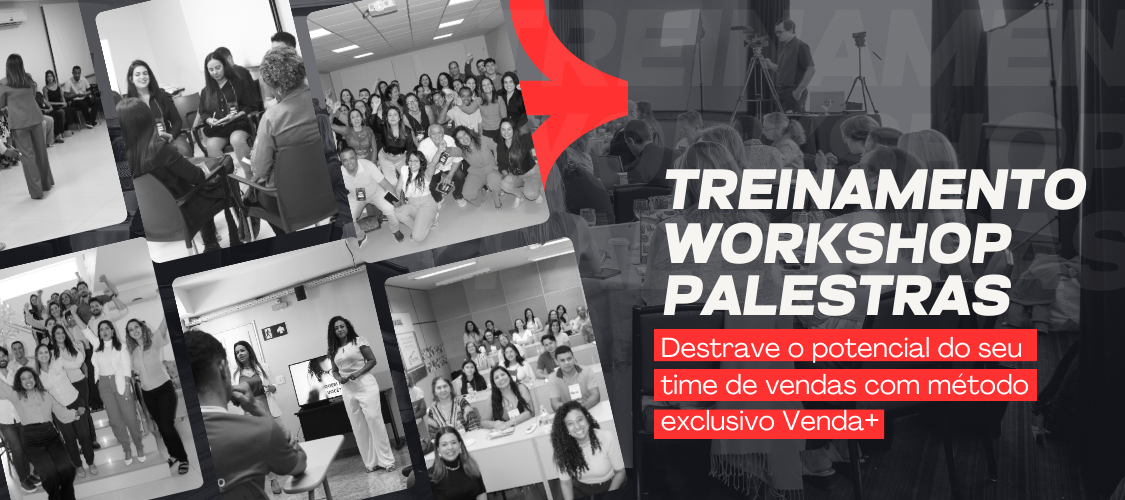 TREINAMENTO
WORKSHOP
PALESTRAS
Destrave o potencial do seu
time de vendas com método
exclusivo Venda+